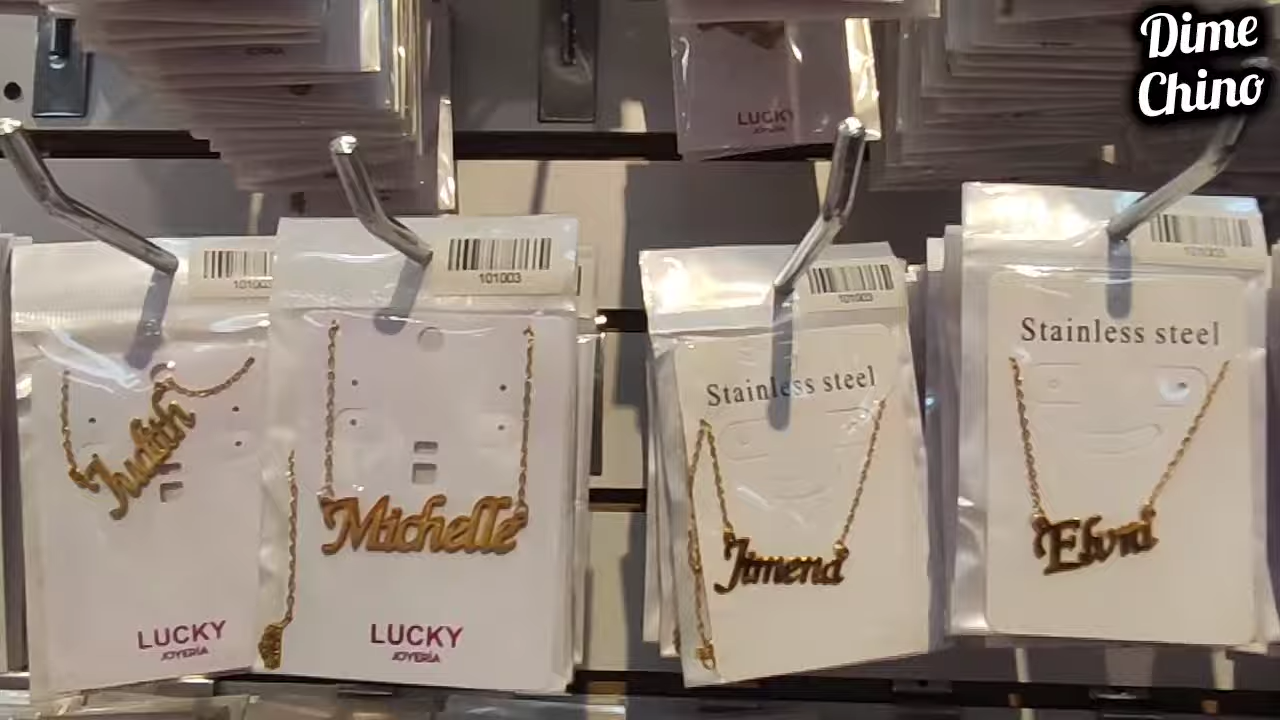 Dime
Chino
LUCKY
JOYERÍA
101003
101003
Judith
Michelle
LUCKY
JOYERÍA
LUCKY
JOYERÍA
101003
Stainless steel
Jimena
101003
Stainless steel
Elvia